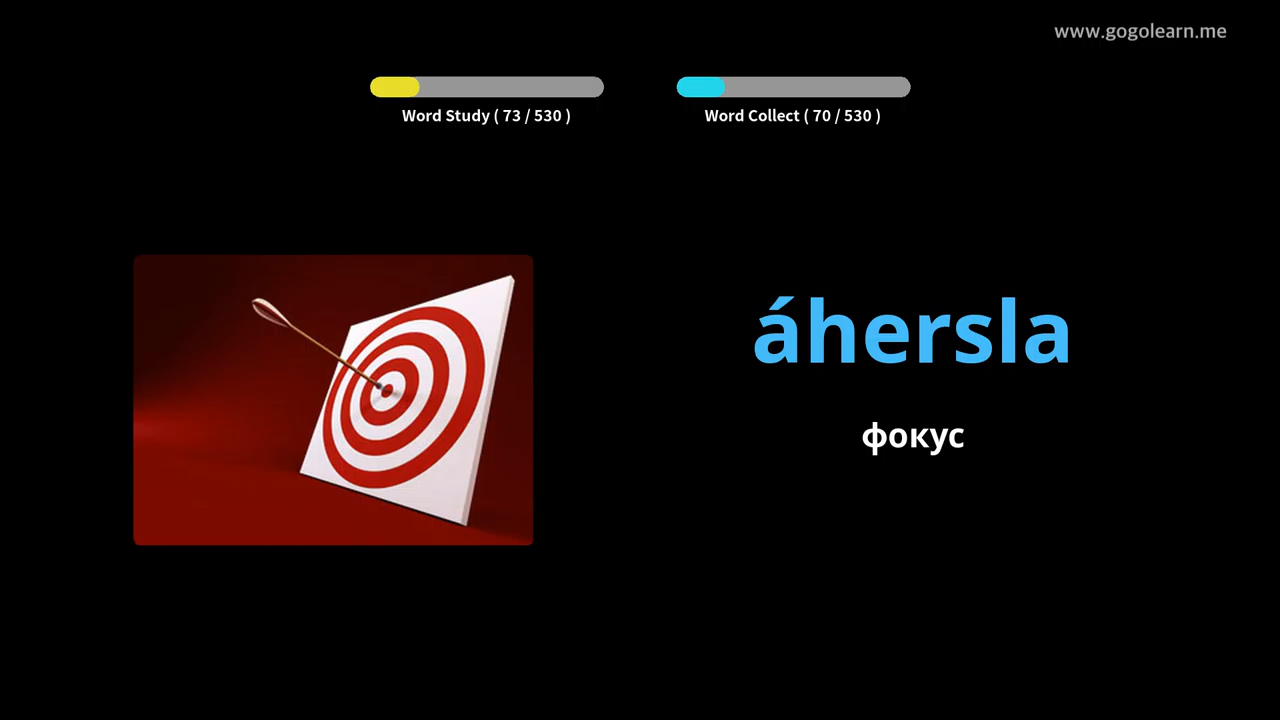 www.gogolearn.me
Word Study ( 73 / 530 )
Word Collect ( 70 / 530 )
áhersla
фокус